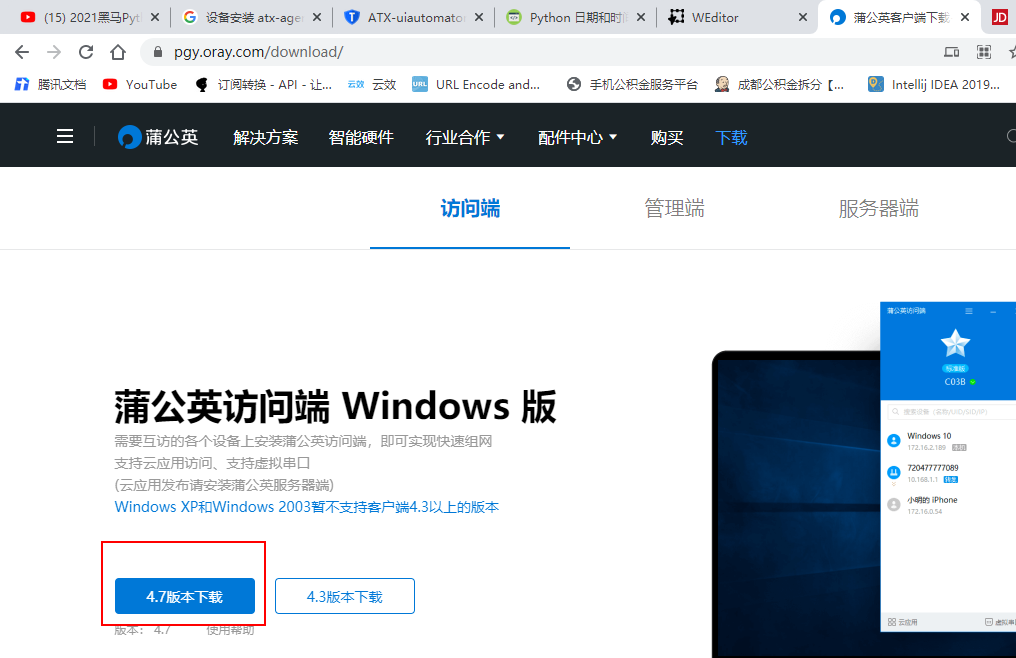 (15) 2021黑马Pyt
设备安装 atx-age
ATX-uiautomato
Python 日期和时间
WEditor
蒲公英客户端下载
JD
pgy.oray.com/download/
腾讯文档
YouTube
订阅转换 - API - 让...
云效 云效
URL URL Encode and...
手机公积金服务平台
成都公积金拆分【...
Intellij IDEA 2019...
蒲公英 解决方案 智能硬件 行业合作 配件中心 购买 下载
访问端 管理端 服务器端
蒲公英访问端 Windows 版
需要互访的各个设备上安装蒲公英访问端，即可实现快速组网
支持云应用访问、支持虚拟串口
(云应用发布请安装蒲公英服务器端)
Windows XP和Windows 2003暂不支持客户端4.3以上的版本
4.7版本下载 4.3版本下载
版本： 4.7 使用帮助
蒲公英访问端
标准版
C03B
搜索设备（名称/UID/SID/IP）
Windows 10
172.16.2.189 本机
720477777089
10.168.1.1 转发
小明的 iPhone
172.16.0.54
云应用 虚拟串